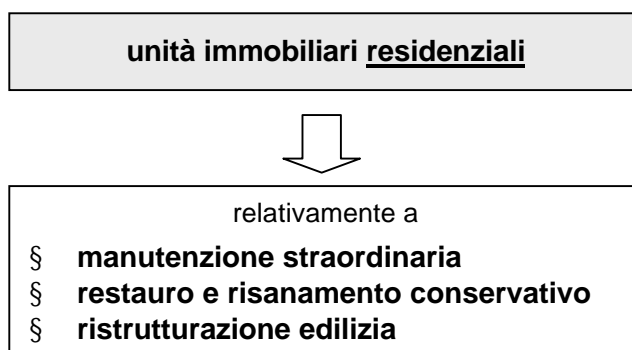 unità immobiliari residenziali
relativamente a
§ manutenzione straordinaria
§ restauro e risanamento conservativo
§ ristrutturazione edilizia